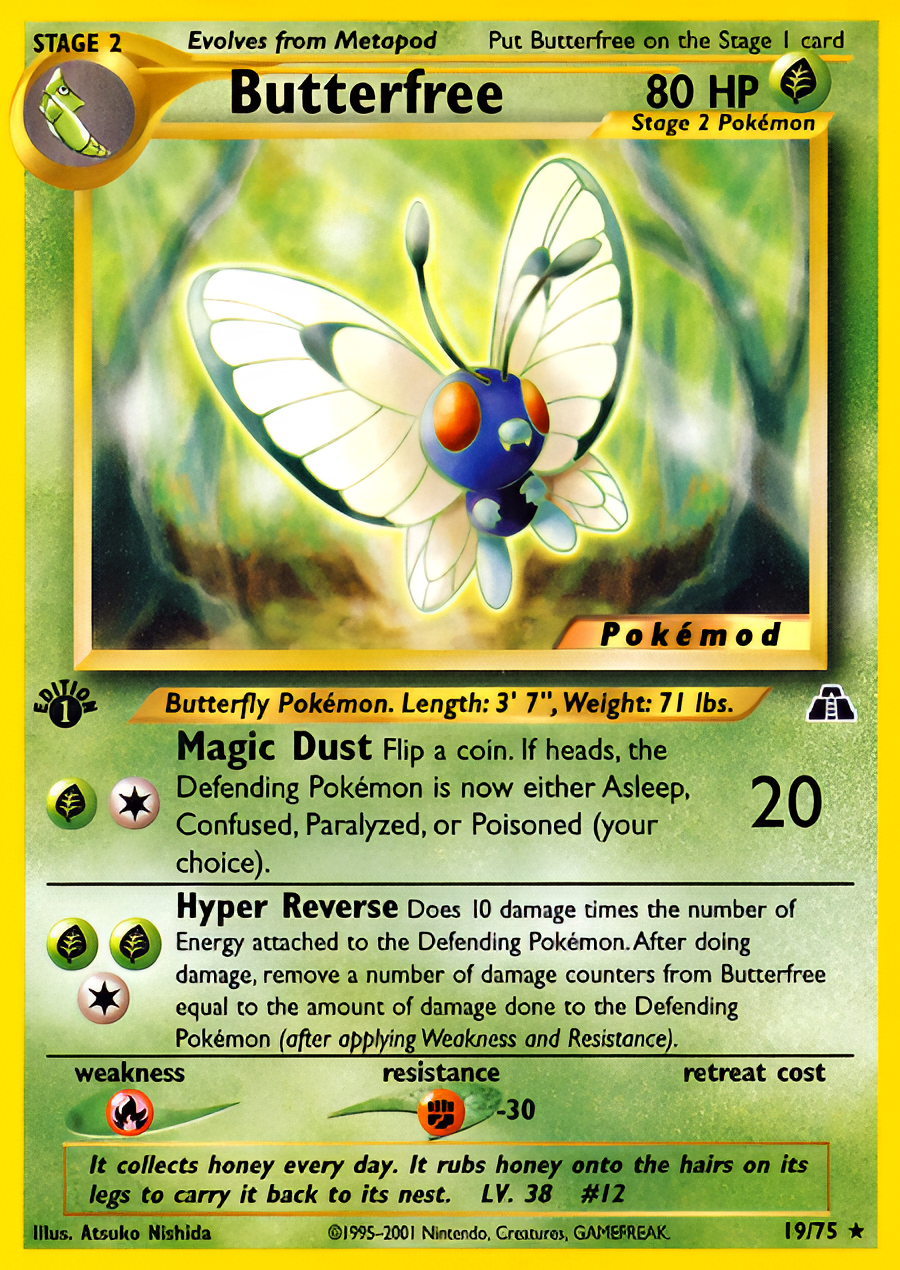 STAGE 2 Evolves from Metapod Put Butterfree on the Stage 1 card
Butterfree 80 HP
Stage 2 Pokémon
Pokémod
EDITION
1
Butterfly Pokémon. Length: 3' 7", Weight: 71 lbs.
Magic Dust Flip a coin. If heads, the
Defending Pokémon is now either Asleep,
Confused, Paralyzed, or Poisoned (your
choice).
20
Hyper Reverse Does 10 damage times the number of
Energy attached to the Defending Pokémon. After doing
damage, remove a number of damage counters from Butterfree
equal to the amount of damage done to the Defending
Pokémon (after applying Weakness and Resistance).
weakness resistance retreat cost
-30
It collects honey every day. It rubs honey onto the hairs on its
legs to carry it back to its nest. LV. 38 #12
Illus. Atsuko Nishida ©1995-2001 Nintendo, Creatures, GAMEFREAK. 19/75 ★